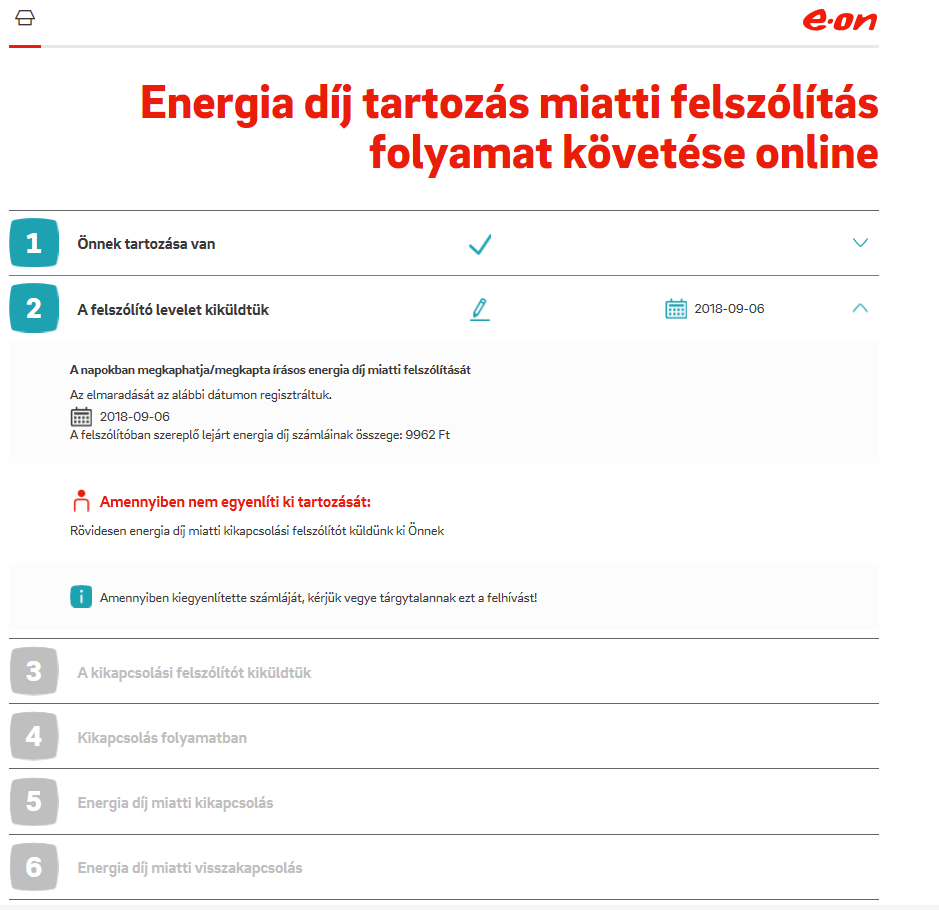 e·on
Energia díj tartozás miatti felszólítás
folyamat követése online
1 Önnek tartozása van
2 A felszólító levelet kiküldtük 2018-09-06
A napokban megkaphatja/megkapta írásos energia díj miatti felszólítását
Az elmaradását az alábbi dátumon regisztráltuk.
2018-09-06
A felszólítóban szereplő lejárt energia díj számláinak összege: 9962 Ft
Amennyiben nem egyenlíti ki tartozását:
Rövidesen energia díj miatti kikapcsolási felszólítót küldünk ki Önnek
i Amennyiben kiegyenlítette számláját, kérjük vegye tárgytalannak ezt a felhívást!
3 A kikapcsolási felszólítót kiküldtük
4 Kikapcsolás folyamatban
5 Energia díj miatti kikapcsolás
6 Energia díj miatti visszakapcsolás